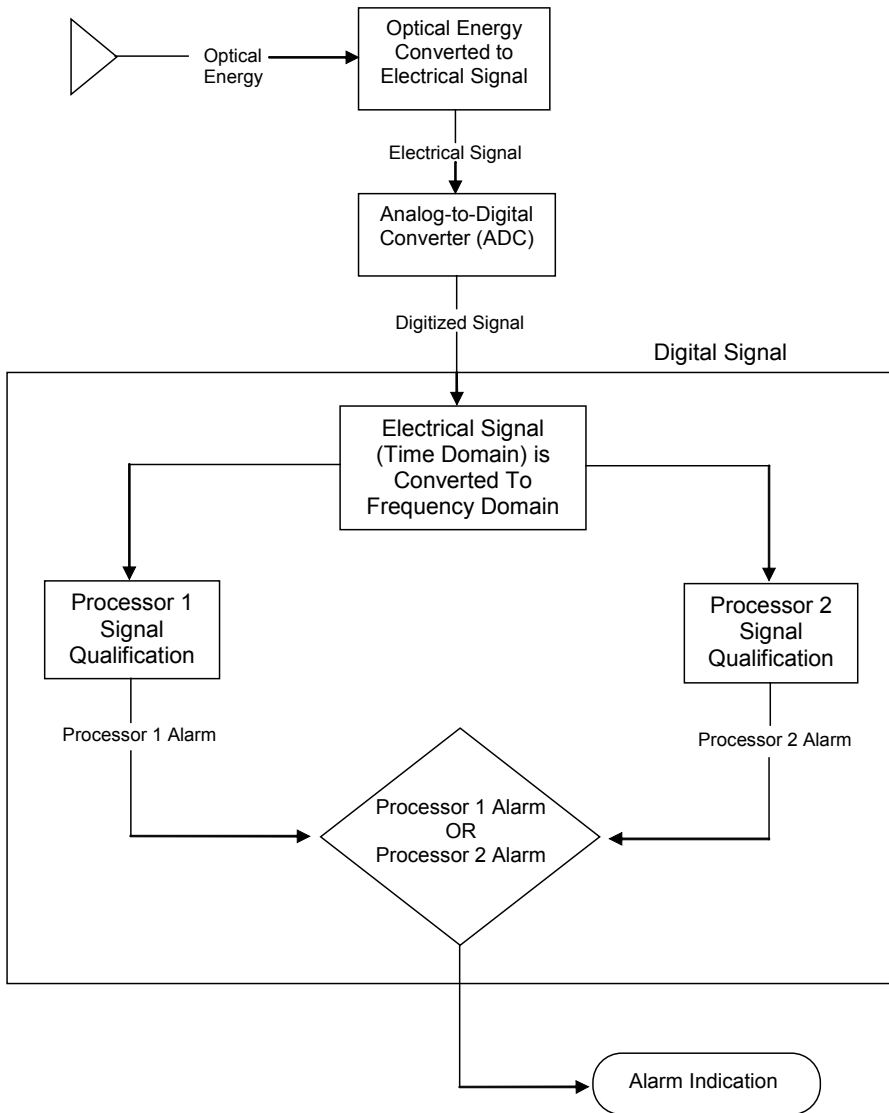 Optical
Energy
Optical Energy
Converted to
Electrical Signal
Electrical Signal
Analog-to-Digital
Converter (ADC)
Digitized Signal
Digital Signal
Electrical Signal
(Time Domain) is
Converted To
Frequency Domain
Processor 1
Signal
Qualification
Processor 2
Signal
Qualification
Processor 1 Alarm
Processor 2 Alarm
Processor 1 Alarm
OR
Processor 2 Alarm
Alarm Indication